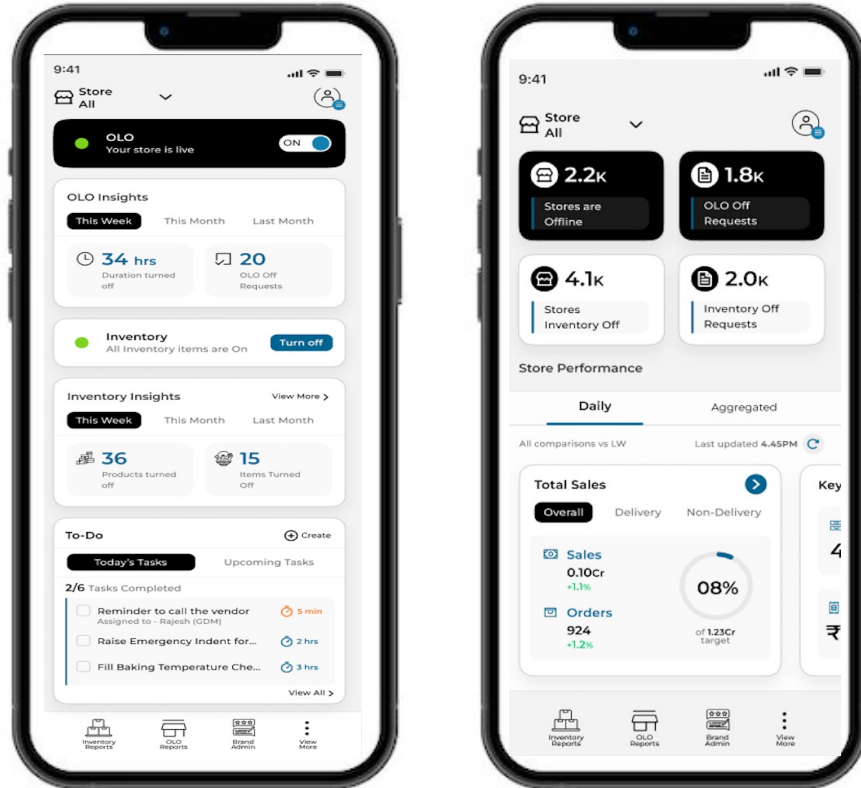 9:41
Store
All
OLO
Your store is live
ON
OLO Insights
This Week This Month Last Month
34 hrs
Duration turned
off
20
OLO Off
Requests
Inventory
All Inventory items are On
Turn off
Inventory Insights
View More >
This Week This Month Last Month
36
Products turned
off
15
Items Turned
Off
To-Do
Create
Today's Tasks Upcoming Tasks
2/6 Tasks Completed
Reminder to call the vendor
5 min
Assigned to - Rajesh (GDM)
Raise Emergency Indent for...
2 hrs
Fill Baking Temperature Che...
3 hrs
View All >
Inventory
Reports
OLO
Reports
Brand
Admin
View
More
9:41
Store
All
2.2K
Stores are
Offline
1.8K
OLO Off
Requests
4.1K
Stores
Inventory Off
2.0K
Inventory Off
Requests
Store Performance
Daily Aggregated
All comparisons vs LW
Last updated 4.45PM
Total Sales
Overall Delivery Non-Delivery
Sales
0.10Cr
+1.1%
Orders
924
+1.2%
08%
of 1.23Cr
target
Key
4
₹
Inventory
Reports
OLO
Reports
Brand
Admin
View
More